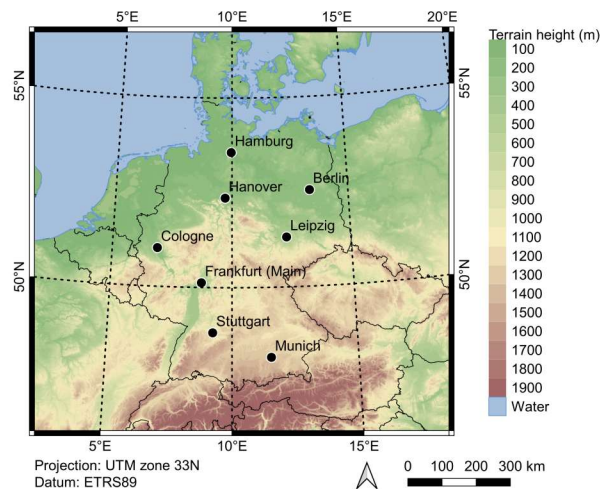 5°E 10°E 15°E 20°E
55°N
55°N
50°N
50°N
Hamburg
Berlin
Hanover
Leipzig
Cologne
Frankfurt (Main)
Stuttgart
Munich
5°E 10°E 15°E
Terrain height (m)
100
200
300
400
500
600
700
800
900
1000
1100
1200
1300
1400
1500
1600
1700
1800
1900
Water
Projection: UTM zone 33N
Datum: ETRS89
0 100 200 300 km